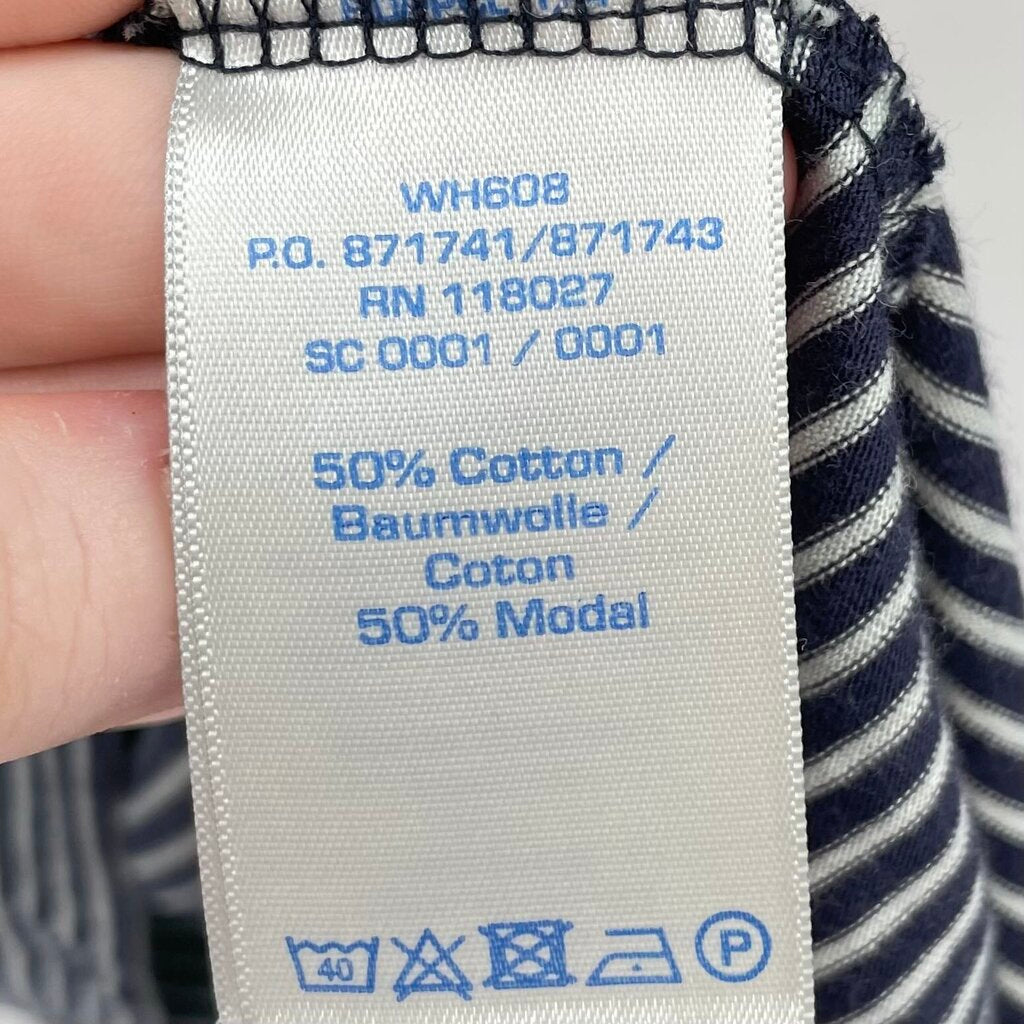 WH608
P.O. 871741/871743
RN 118027
SC 0001 / 0001
50% Cotton /
Baumwolle /
Coton
50% Modal
40
P